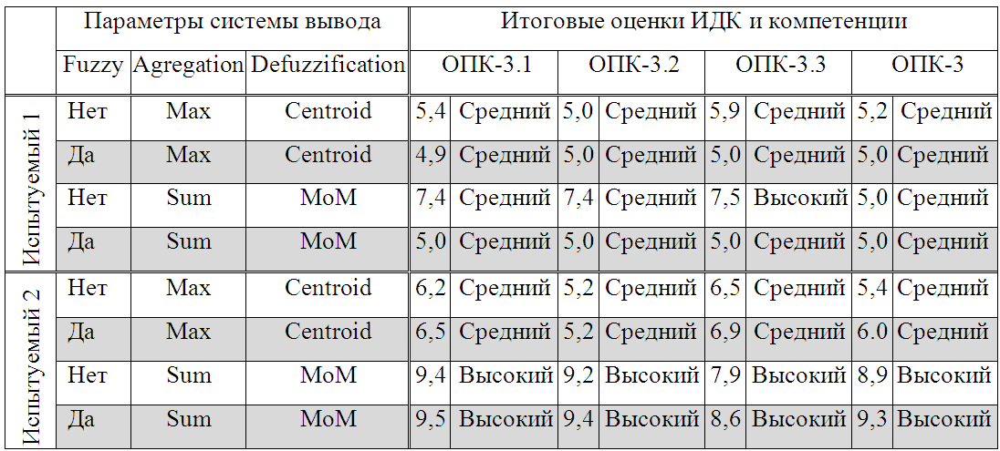 Параметры системы вывода Итоговые оценки ИДК и компетенции
Fuzzy Agregation Defuzzification ОПК-3.1 ОПК-3.2 ОПК-3.3 ОПК-3
Испытуемый 1
Нет Max Centroid 5,4 Средний 5,0 Средний 5,9 Средний 5,2 Средний
Да Max Centroid 4,9 Средний 5,0 Средний 5,0 Средний 5,0 Средний
Нет Sum MoM 7,4 Средний 7,4 Средний 7,5 Высокий 5,0 Средний
Да Sum MoM 5,0 Средний 5,0 Средний 5,0 Средний 5,0 Средний
Испытуемый 2
Нет Max Centroid 6,2 Средний 5,2 Средний 6,5 Средний 5,4 Средний
Да Max Centroid 6,5 Средний 5,2 Средний 6,9 Средний 6.0 Средний
Нет Sum MoM 9,4 Высокий 9,2 Высокий 7,9 Высокий 8,9 Высокий
Да Sum MoM 9,5 Высокий 9,4 Высокий 8,6 Высокий 9,3 Высокий